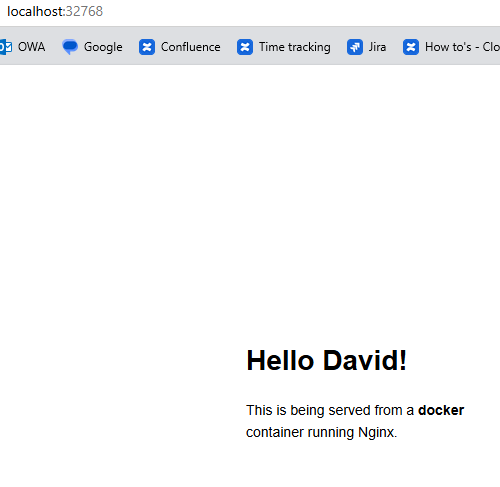 localhost:32768
OWA Google Confluence Time tracking Jira How to's - Clo
Hello David!
This is being served from a docker
container running Nginx.